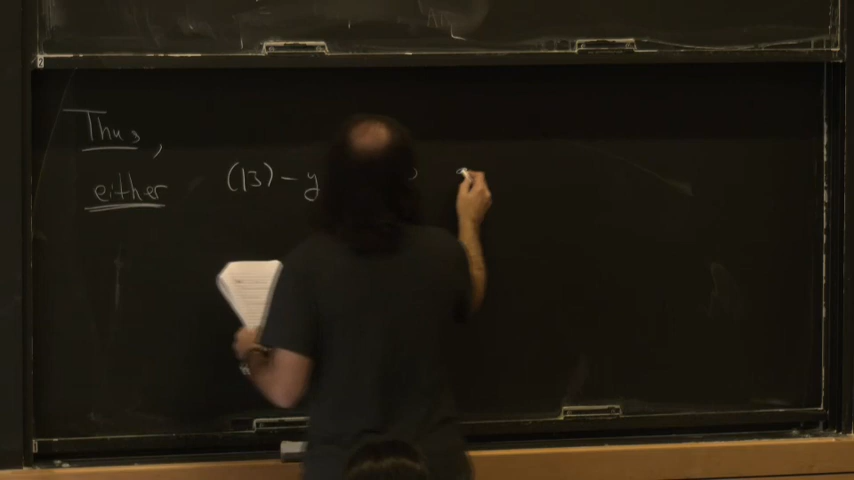 Thus,
either (13) - y